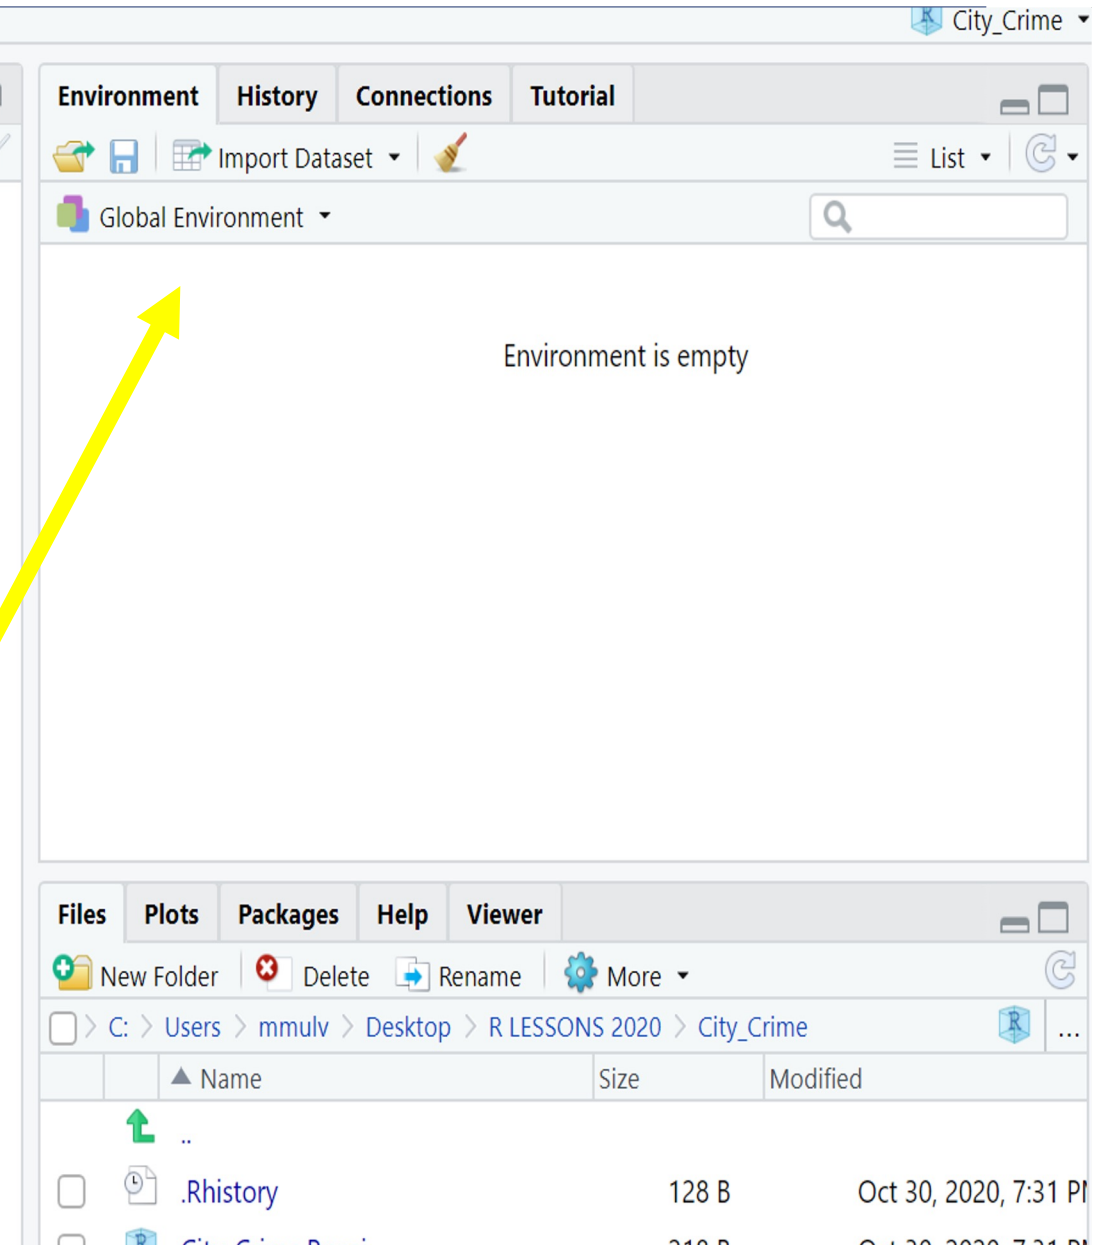 City_Crime
Environment History Connections Tutorial
Import Dataset List
Global Environment
Environment is empty
Files Plots Packages Help Viewer
New Folder Delete Rename More
C: Users mmulv Desktop R LESSONS 2020 City_Crime ...
Name Size Modified
..
.Rhistory 128 B Oct 30, 2020, 7:31 P